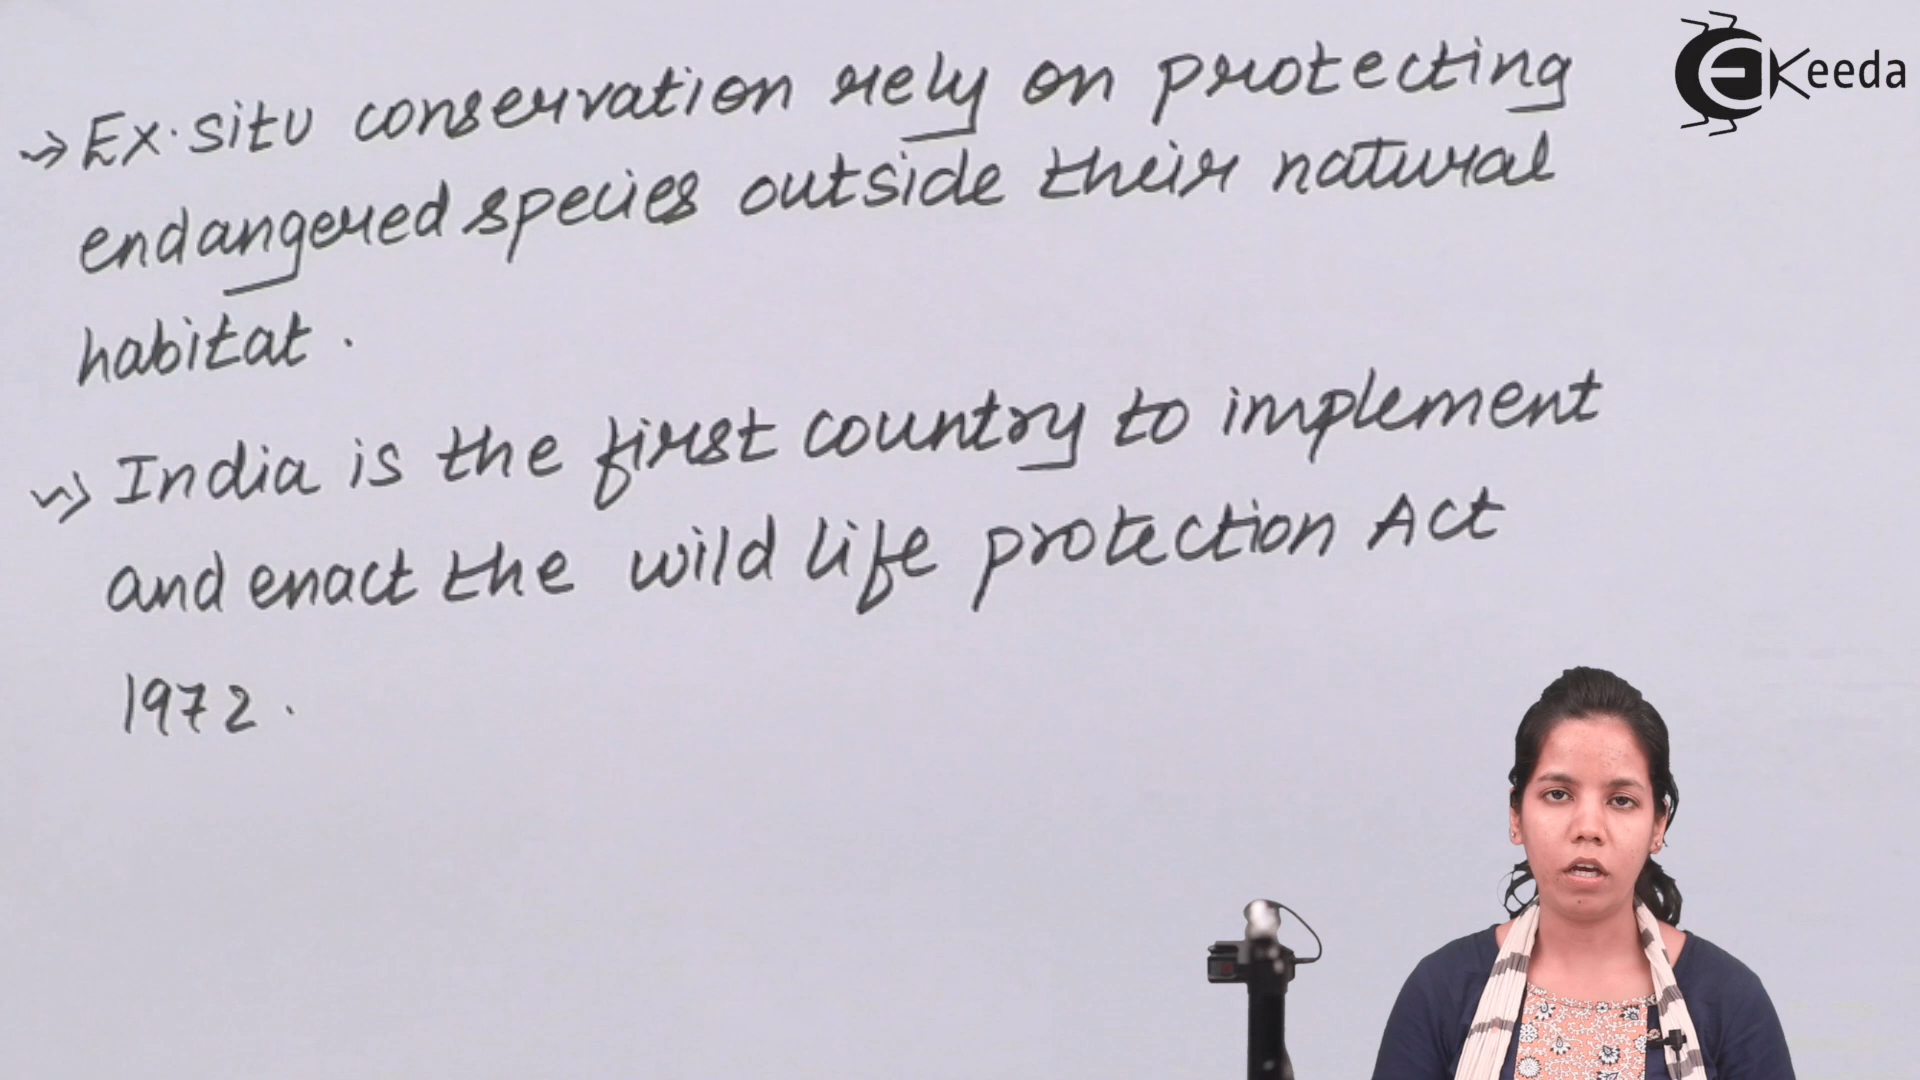 EKeeda
→ Ex.situ conservation rely on protecting
endangered species outside their natural
habitat.
→ India is the first country to implement
and enact the wild life protection Act
1972.